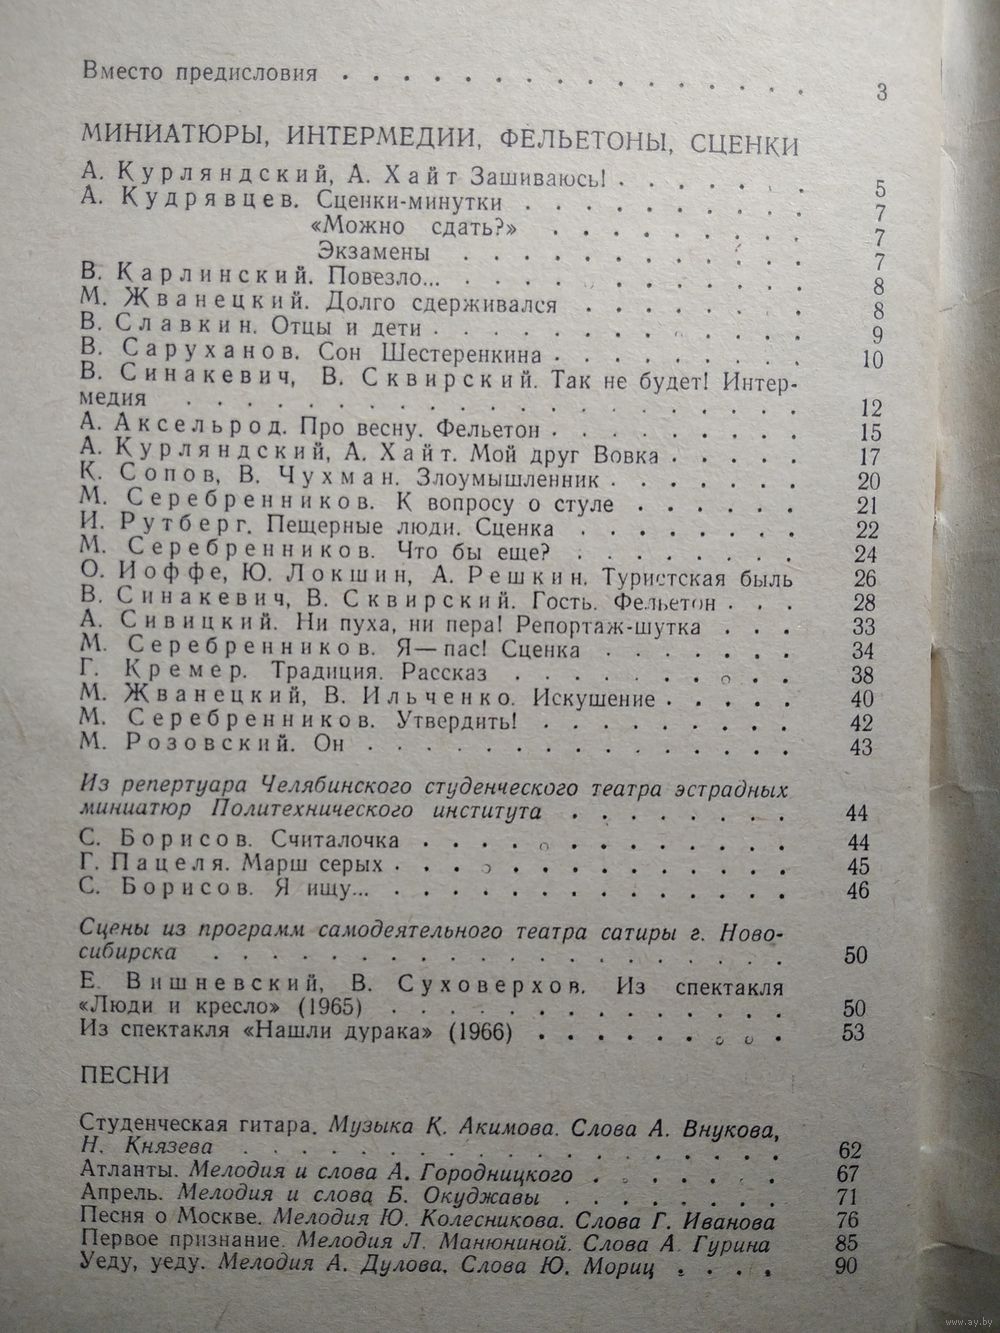 Вместо предисловия . . . . . . . . . . . . . . . . 3
МИНИАТЮРЫ, ИНТЕРМЕДИИ, ФЕЛЬЕТОНЫ, СЦЕНКИ
А. Курляндский, А. Хайт Зашиваюсь! . . . . . . . 5
А. Кудрявцев. Сценки-минутки . . . . . . . . . . 7
«Можно сдать?» . . . . . . . . . 7
Экзамены . . . . . . . . . . . . 7
В. Карлинский. Повезло... . . . . . . . . . . . . 8
М. Жванецкий. Долго сдерживался . . . . . . . . 8
В. Славкин. Отцы и дети . . . . . . . . . . . . . 9
В. Саруханов. Сон Шестеренкина . . . . . . . . . 10
В. Синакевич, В. Сквирский. Так не будет! Интер-
медия . . . . . . . . . . . . . . . . . . . . . 12
А. Аксельрод. Про весну. Фельетон . . . . . . . . . 15
А. Курляндский, А. Хайт. Мой друг Вовка . . . . . 17
К. Сопов, В. Чухман. Злоумышленник . . . . . . . 20
М. Серебренников. К вопросу о стуле . . . . . . 21
И. Рутберг. Пещерные люди. Сценка . . . . . . . . 22
М. Серебренников. Что бы еще? . . . . . . . . 24
О. Иоффе, Ю. Локшин, А. Решкин. Туристская быль 26
В. Синакевич, В. Сквирский. Гость. Фельетон . . . 28
А. Сивицкий. Ни пуха, ни пера! Репортаж-шутка . . . 33
М. Серебренников. Я — пас! Сценка . . . . . . . 34
Г. Кремер. Традиция. Рассказ . . . . . . . . . . 38
М. Жванецкий, В. Ильченко. Искушение . . . . . 40
М. Серебренников. Утвердить! . . . . . . . . . 42
М. Розовский. Он . . . . . . . . . . . . . . . 43
Из репертуара Челябинского студенческого театра эстрадных
миниатюр Политехнического института . . . . . . . . 44
С. Борисов. Считалочка . . . . . . . . . . . . . 44
Г. Пацеля. Марш серых . . . . . . . . . . . . . . 45
С. Борисов. Я ищу... . . . . . . . . . . . . . . 46
Сцены из программ самодеятельного театра сатиры г. Ново-
сибирска . . . . . . . . . . . . . . . . . . . . 50
Е. Вишневский, В. Суховерхов. Из спектакля
«Люди и кресло» (1965) . . . . . . . . . . . . . . 50
Из спектакля «Нашли дурака» (1966) . . . . . . . . . 53
ПЕСНИ
Студенческая гитара. Музыка К. Акимова. Слова А. Внукова,
Н. Князева . . . . . . . . . . . . . . . . . . . 62
Атланты. Мелодия и слова А. Городницкого . . . . . . . 67
Апрель. Мелодия и слова Б. Окуджавы . . . . . . . . 71
Песня о Москве. Мелодия Ю. Колесникова. Слова Г. Иванова 76
Первое признание. Мелодия Л. Манюниной. Слова А. Гурина 85
Уеду, уеду. Мелодия А. Дулова. Слова Ю. Мориц . . . . 90
www.ay.by